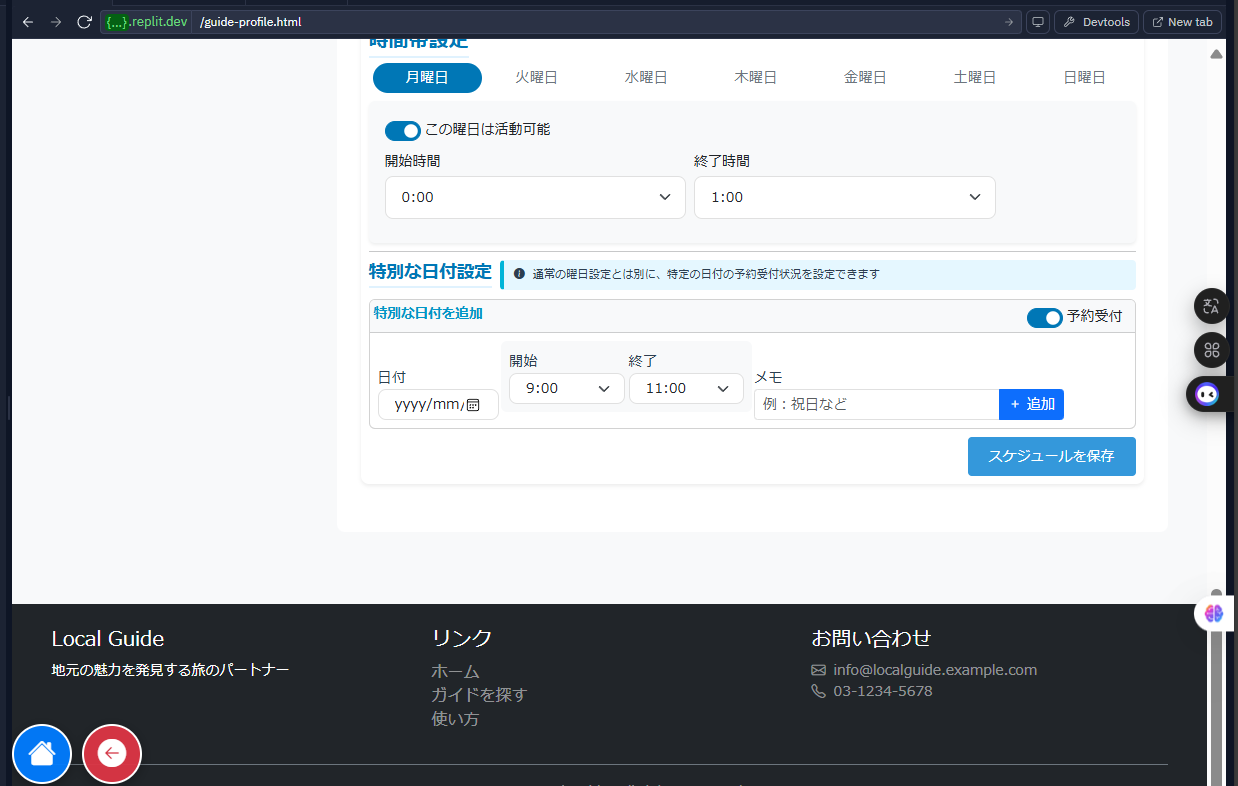 {...}.replit.dev /guide-profile.html Devtools New tab
時間帯設定
月曜日 火曜日 水曜日 木曜日 金曜日 土曜日 日曜日
この曜日は活動可能
開始時間 終了時間
0:00 1:00
特別な日付設定 通常の曜日設定とは別に、特定の日付の予約受付状況を設定できます
特別な日付を追加 予約受付
日付 開始 終了 メモ
yyyy/mm/ 9:00 11:00 例：祝日など + 追加
スケジュールを保存
Local Guide リンク お問い合わせ
地元の魅力を発見する旅のパートナー ホーム info@localguide.example.com
ガイドを探す 03-1234-5678
使い方